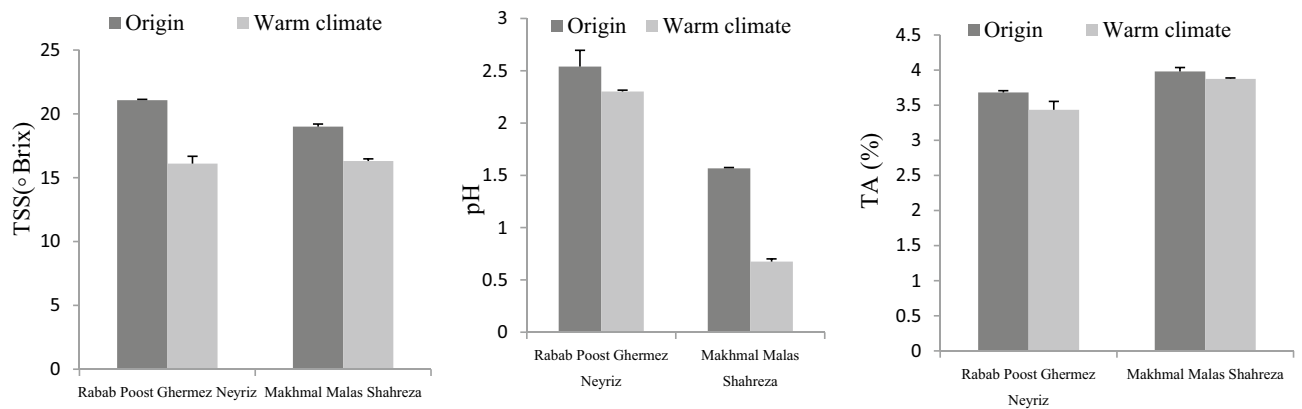 Origin
Warm climate
TSS(∘Brix)
25
20
15
10
5
0
Rabab Poost Ghermez Neyriz
Makhmal Malas Shahreza
Origin
Warm climate
pH
3
2.5
2
1.5
1
0.5
0
Rabab Poost Ghermez
Neyriz
Makhmal Malas
Shahreza
Origin
Warm climate
TA (%)
4.5
4
3.5
3
2.5
2
1.5
1
0.5
0
Rabab Poost Ghermez
Neyriz
Makhmal Malas Shahreza